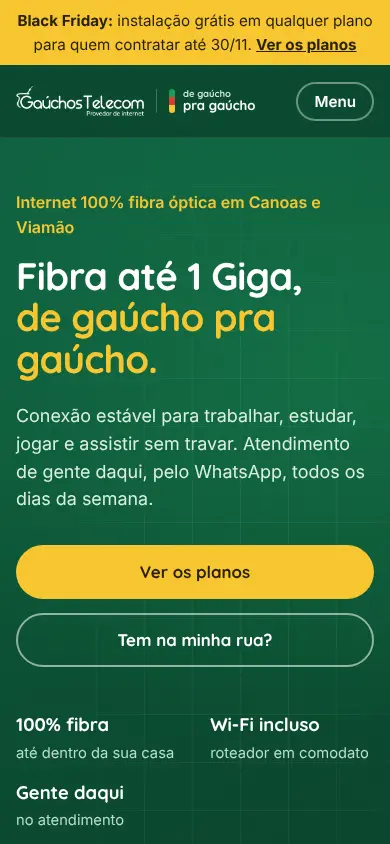 Black Friday: instalação grátis em qualquer plano
para quem contratar até 30/11. Ver os planos
GaúchosTelecom
Provedor de internet
de gaúcho
pra gaúcho
Menu
Internet 100% fibra óptica em Canoas e
Viamão
Fibra até 1 Giga,
de gaúcho pra
gaúcho.
Conexão estável para trabalhar, estudar,
jogar e assistir sem travar. Atendimento
de gente daqui, pelo WhatsApp, todos os
dias da semana.
Ver os planos
Tem na minha rua?
100% fibra
até dentro da sua casa
Wi-Fi incluso
roteador em comodato
Gente daqui
no atendimento